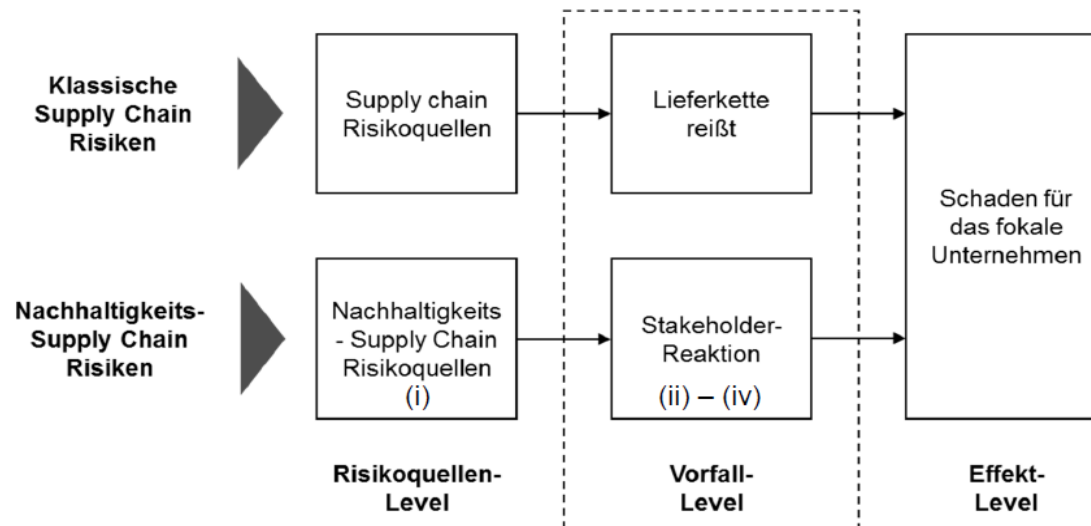 Klassische
Supply Chain
Risiken
Supply chain
Risikoquellen
Lieferkette
reißt
Schaden für
das fokale
Unternehmen
Nachhaltigkeits-
Supply Chain
Risiken
Nachhaltigkeits
- Supply Chain
Risikoquellen
(i)
Stakeholder-
Reaktion
(ii) – (iv)
Risikoquellen-
Level
Vorfall-
Level
Effekt-
Level